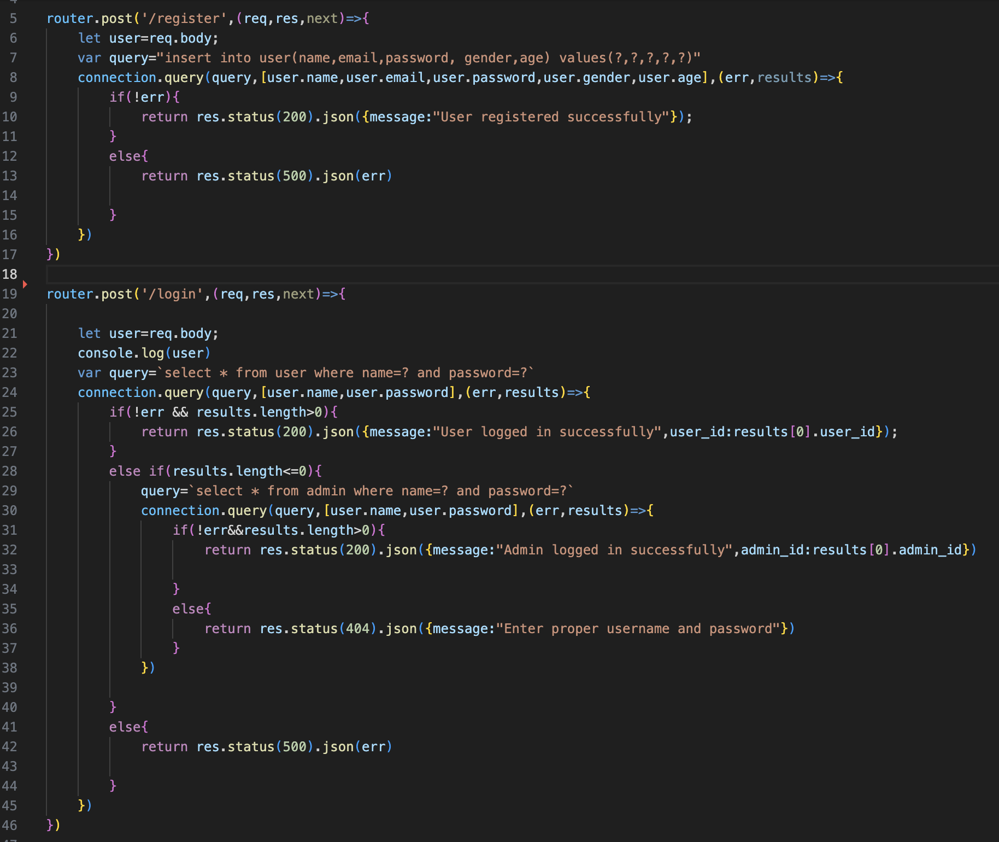 5 router.post('/register',(req,res,next)=>{
6 let user=req.body;
7 var query="insert into user(name,email,password, gender,age) values(?,?,?,?,?)"
8 connection.query(query,[user.name,user.email,user.password,user.gender,user.age],(err,results)=>{
9 if(!err){
10 return res.status(200).json({message:"User registered successfully"});
11 }
12 else{
13 return res.status(500).json(err)
14
15 }
16 })
17 })
18
19 router.post('/login',(req,res,next)=>{
20
21 let user=req.body;
22 console.log(user)
23 var query=`select * from user where name=? and password=?`
24 connection.query(query,[user.name,user.password],(err,results)=>{
25 if(!err && results.length>0){
26 return res.status(200).json({message:"User logged in successfully",user_id:results[0].user_id});
27 }
28 else if(results.length<=0){
29 query=`select * from admin where name=? and password=?`
30 connection.query(query,[user.name,user.password],(err,results)=>{
31 if(!err&&results.length>0){
32 return res.status(200).json({message:"Admin logged in successfully",admin_id:results[0].admin_id})
33
34 }
35 else{
36 return res.status(404).json({message:"Enter proper username and password"})
37 }
38 })
39
40 }
41 else{
42 return res.status(500).json(err)
43
44 }
45 })
46 })